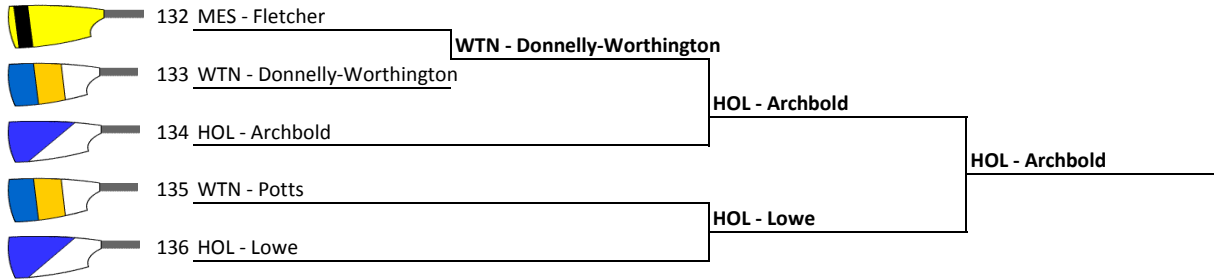 132 MES - Fletcher
WTN - Donnelly-Worthington
133 WTN - Donnelly-Worthington
HOL - Archbold
134 HOL - Archbold
HOL - Archbold
135 WTN - Potts
HOL - Lowe
136 HOL - Lowe